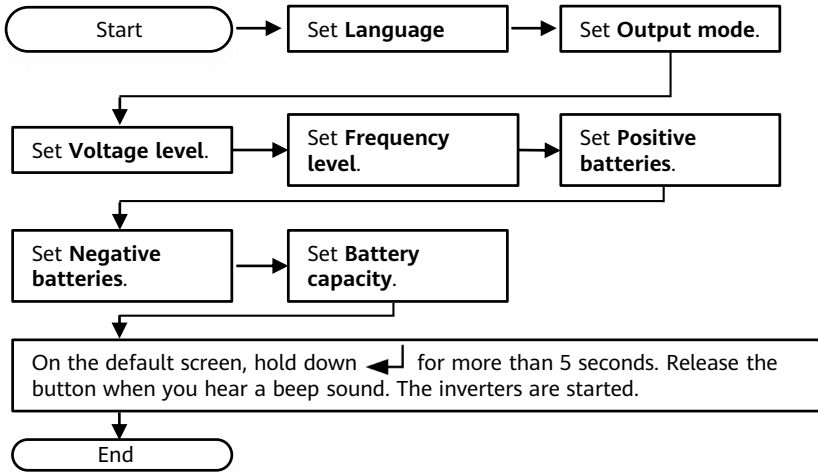 Start
Set Language
Set Output mode.
Set Voltage level.
Set Frequency
level.
Set Positive
batteries.
Set Negative
batteries.
Set Battery
capacity.
On the default screen, hold down for more than 5 seconds. Release the
button when you hear a beep sound. The inverters are started.
End